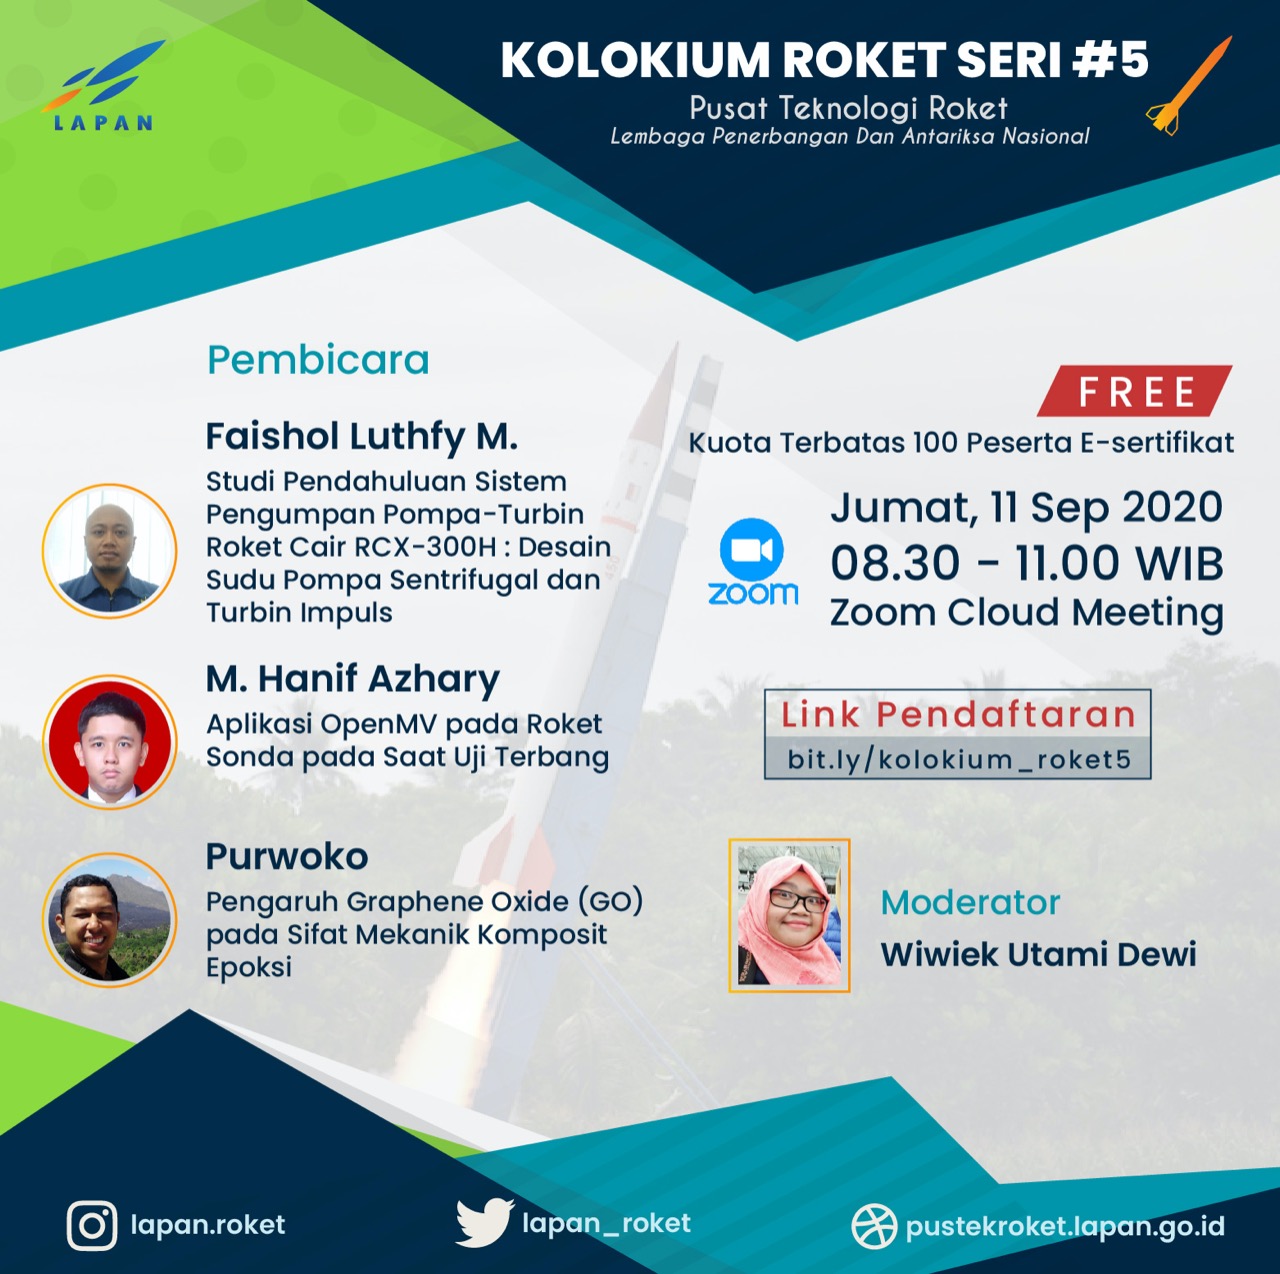 LAPAN
KOLOKIUM ROKET SERI #5
Pusat Teknologi Roket
Lembaga Penerbangan Dan Antariksa Nasional
Pembicara
Faishol Luthfy M.
Studi Pendahuluan Sistem
Pengumpan Pompa-Turbin
Roket Cair RCX-300H : Desain
Sudu Pompa Sentrifugal dan
Turbin Impuls
M. Hanif Azhary
Aplikasi OpenMV pada Roket
Sonda pada Saat Uji Terbang
Purwoko
Pengaruh Graphene Oxide (GO)
pada Sifat Mekanik Komposit
Epoksi
FREE
Kuota Terbatas 100 Peserta E-sertifikat
Jumat, 11 Sep 2020
08.30 - 11.00 WIB
Zoom Cloud Meeting
zoom
Link Pendaftaran
bit.ly/kolokium_roket5
Moderator
Wiwiek Utami Dewi
lapan.roket
lapan_roket
pustekroket.lapan.go.id